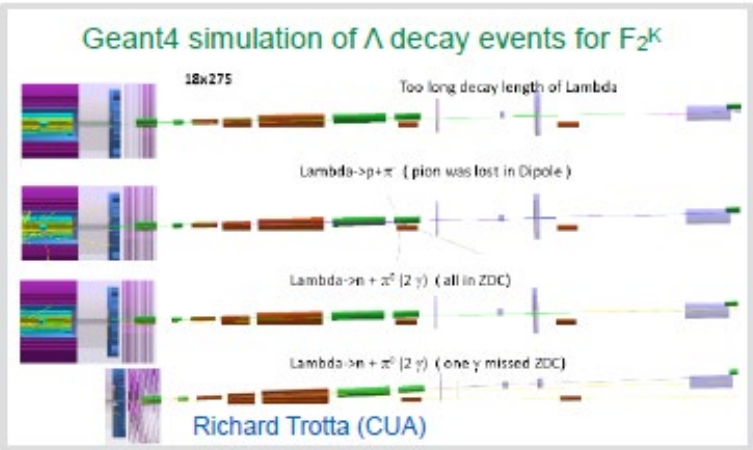 Geant4 simulation of Λ decay events for F₂ᴷ
18x275
Too long decay length of Lambda
Lambda->p+π⁻ ( pion was lost in Dipole )
Lambda->n + π⁰ (2 γ) ( all in ZDC)
Lambda->n + π⁰ (2 γ) ( one γ missed ZDC)
Richard Trotta (CUA)